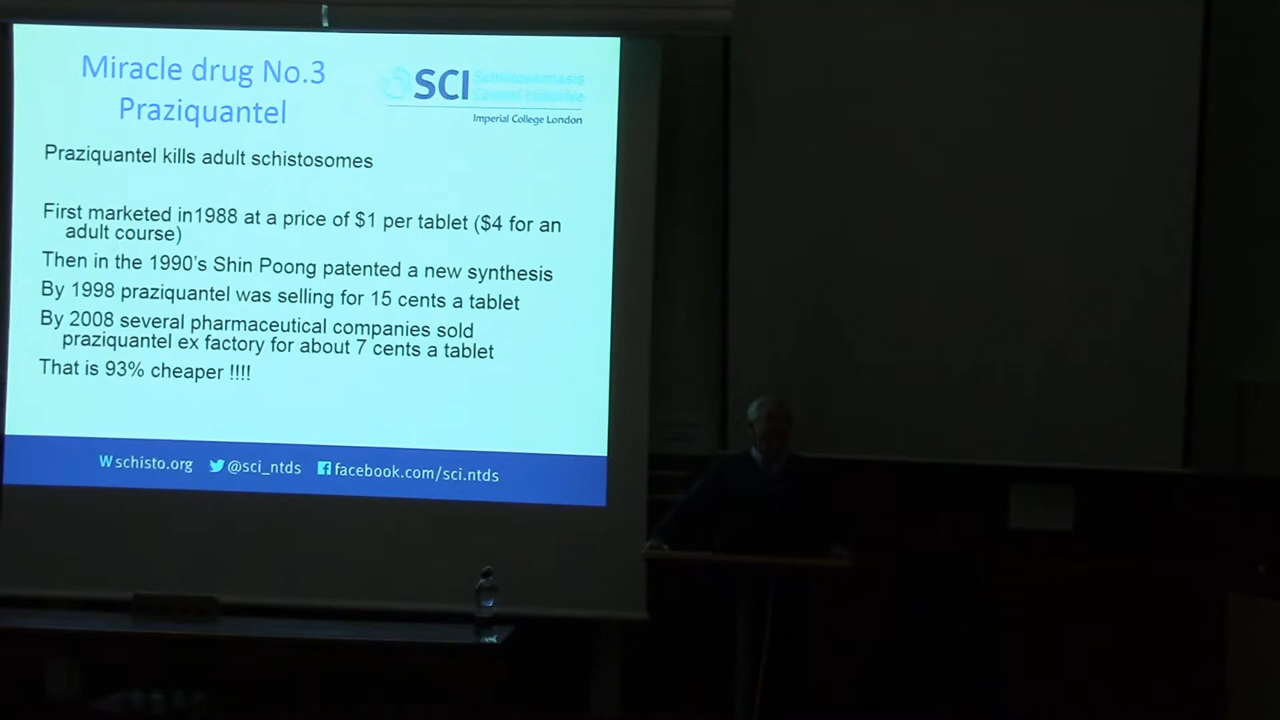 Miracle drug No.3
Praziquantel
SCI Schistosomiasis
Control Initiative
Imperial College London
Praziquantel kills adult schistosomes
First marketed in1988 at a price of $1 per tablet ($4 for an
adult course)
Then in the 1990's Shin Poong patented a new synthesis
By 1998 praziquantel was selling for 15 cents a tablet
By 2008 several pharmaceutical companies sold
praziquantel ex factory for about 7 cents a tablet
That is 93% cheaper !!!!
W schisto.org @sci_ntds facebook.com/sci.ntds